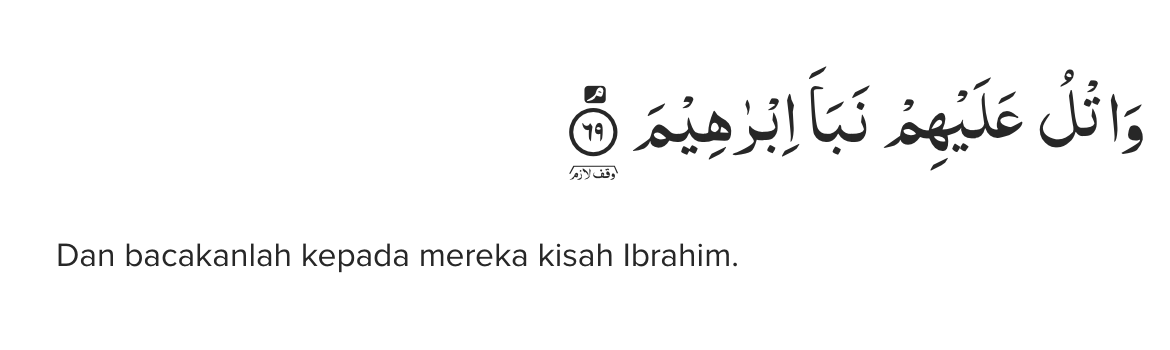 وَاتْلُ عَلَيْهِمْ نَبَاَ اِبْرٰهِيْمَ ۘ ٦٩
وقف لازم
Dan bacakanlah kepada mereka kisah Ibrahim.